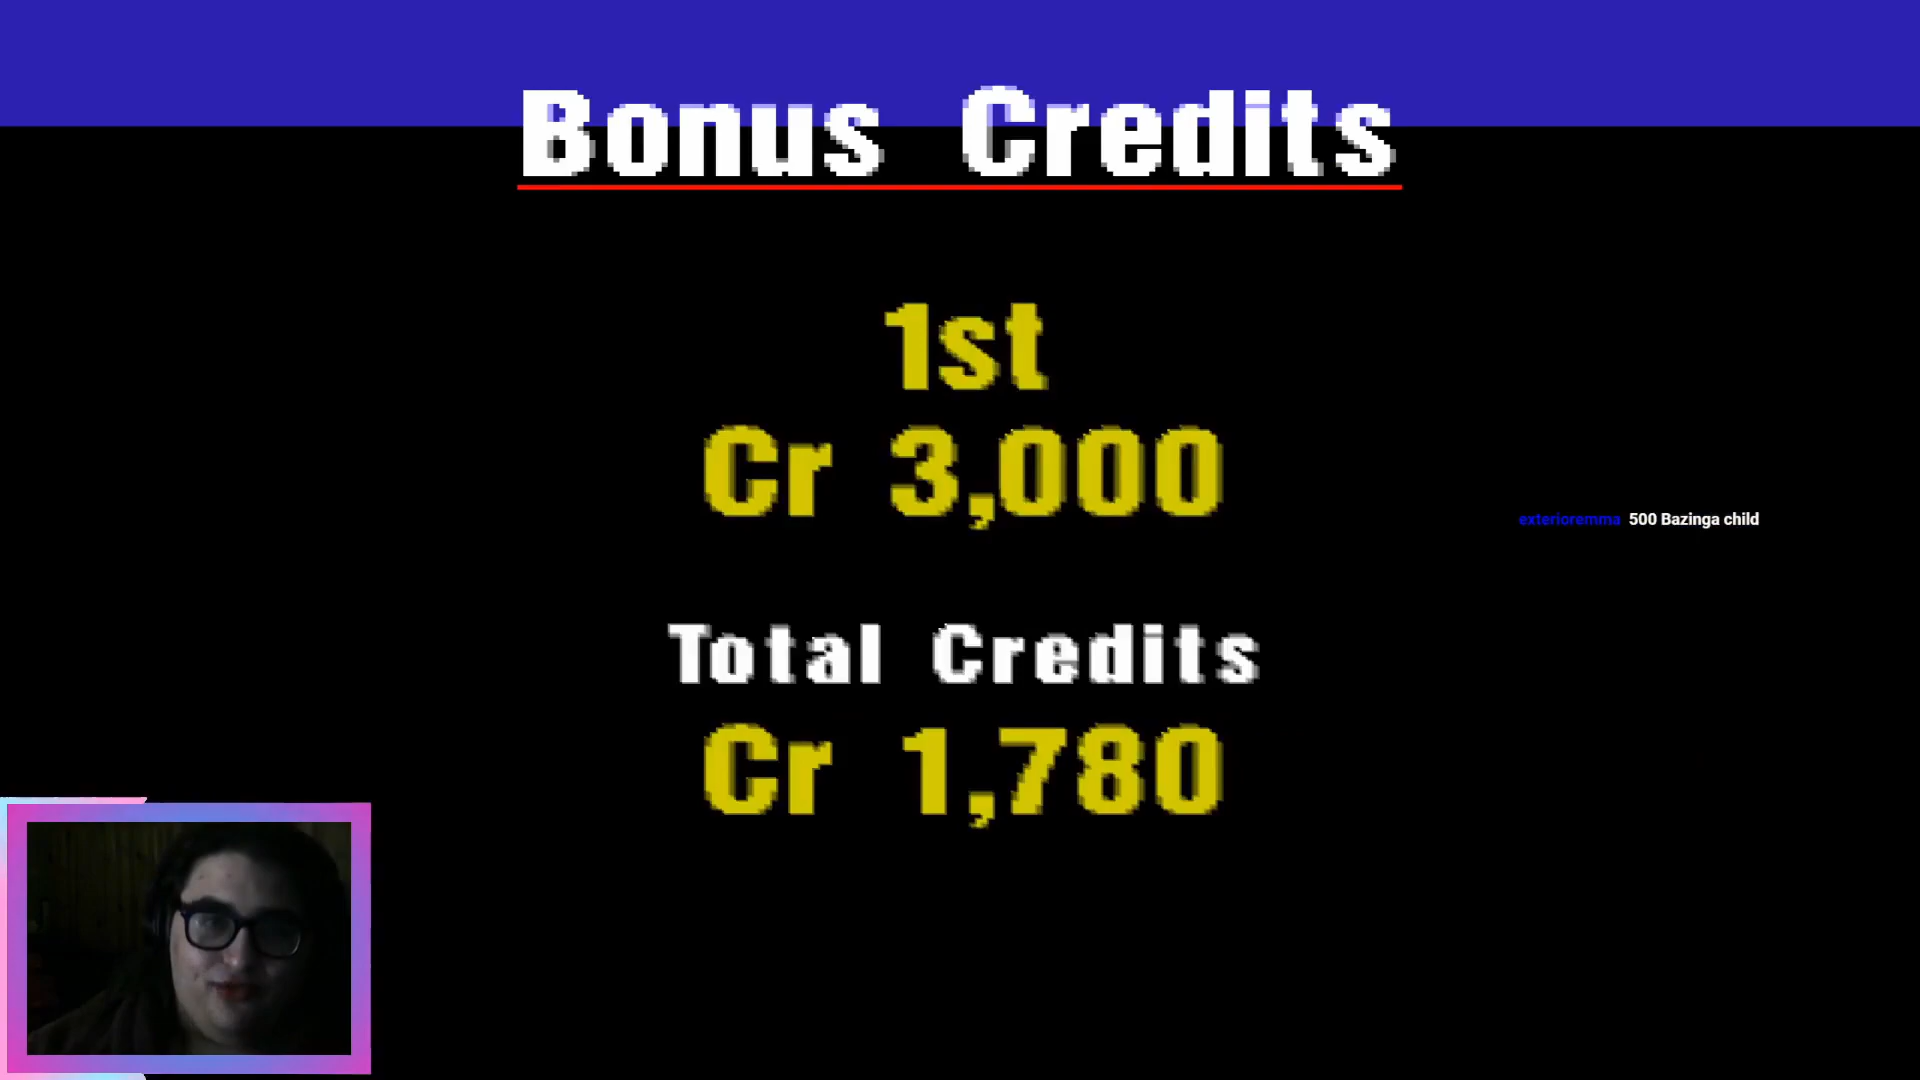 Bonus Credits
1st
Cr 3,000
exterioremma 500 Bazinga child
Total Credits
Cr 1,780